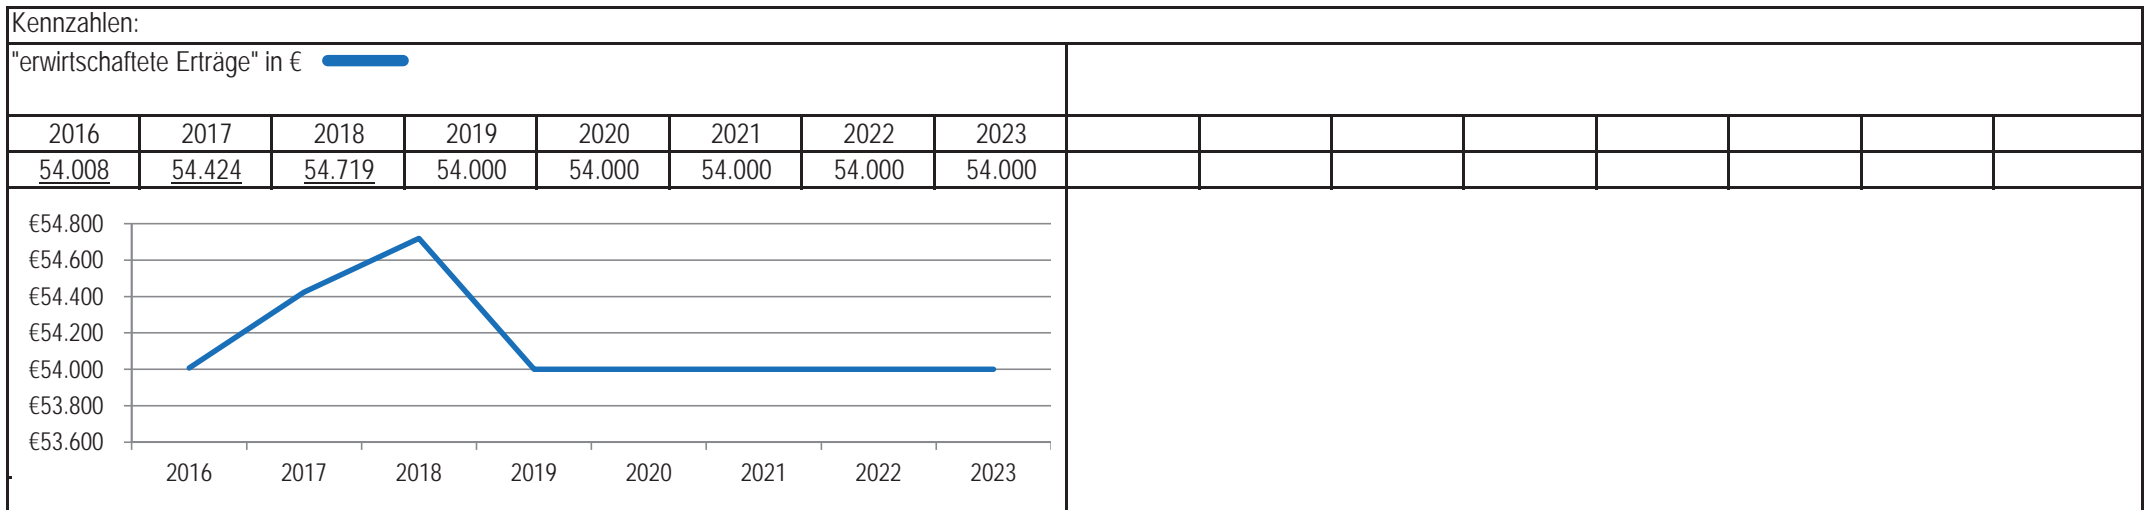 Kennzahlen:
"erwirtschaftete Erträge" in €
2016 2017 2018 2019 2020 2021 2022 2023
54.008 54.424 54.719 54.000 54.000 54.000 54.000 54.000
€54.800
€54.600
€54.400
€54.200
€54.000
€53.800
€53.600
2016 2017 2018 2019 2020 2021 2022 2023